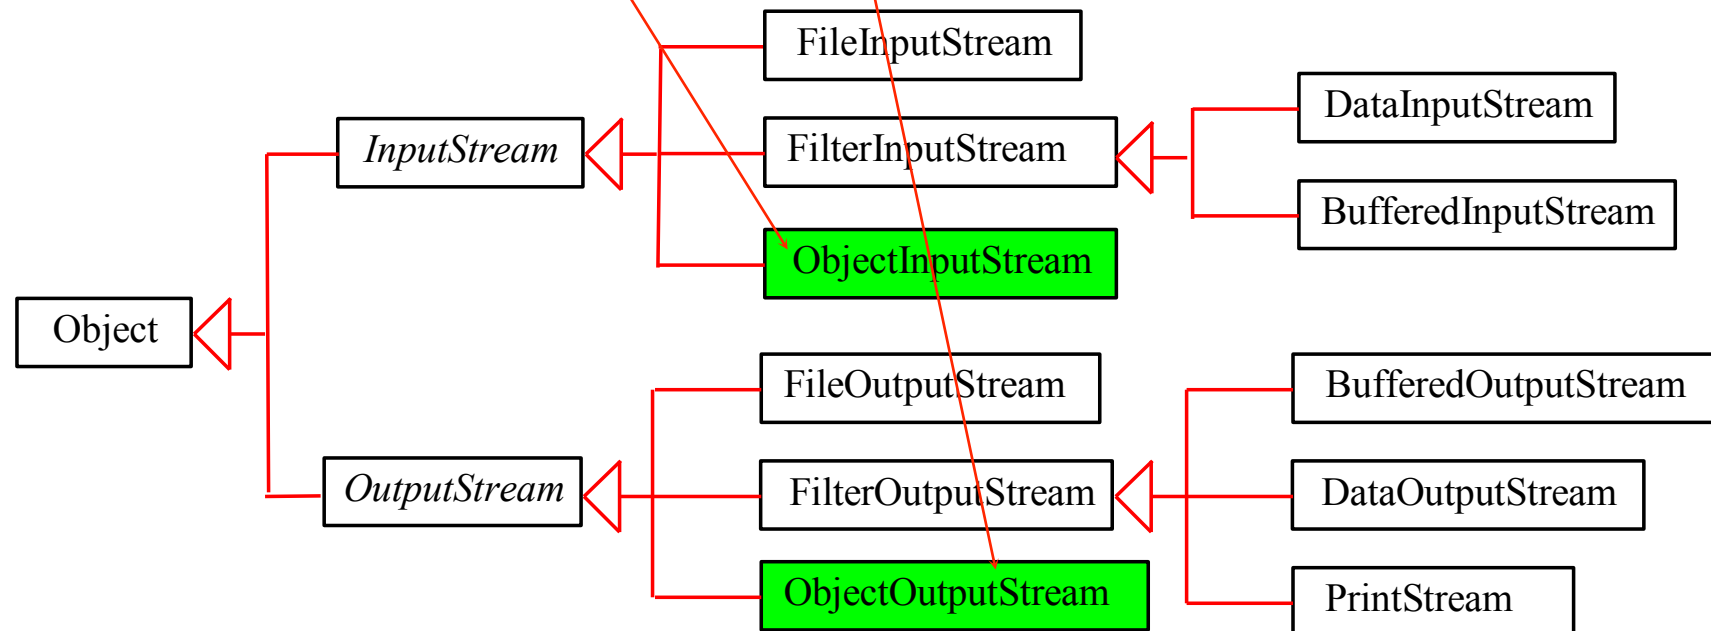 FileInputStream
DataInputStream
InputStream
FilterInputStream
BufferedInputStream
ObjectInputStream
Object
FileOutputStream
BufferedOutputStream
OutputStream
FilterOutputStream
DataOutputStream
ObjectOutputStream
PrintStream